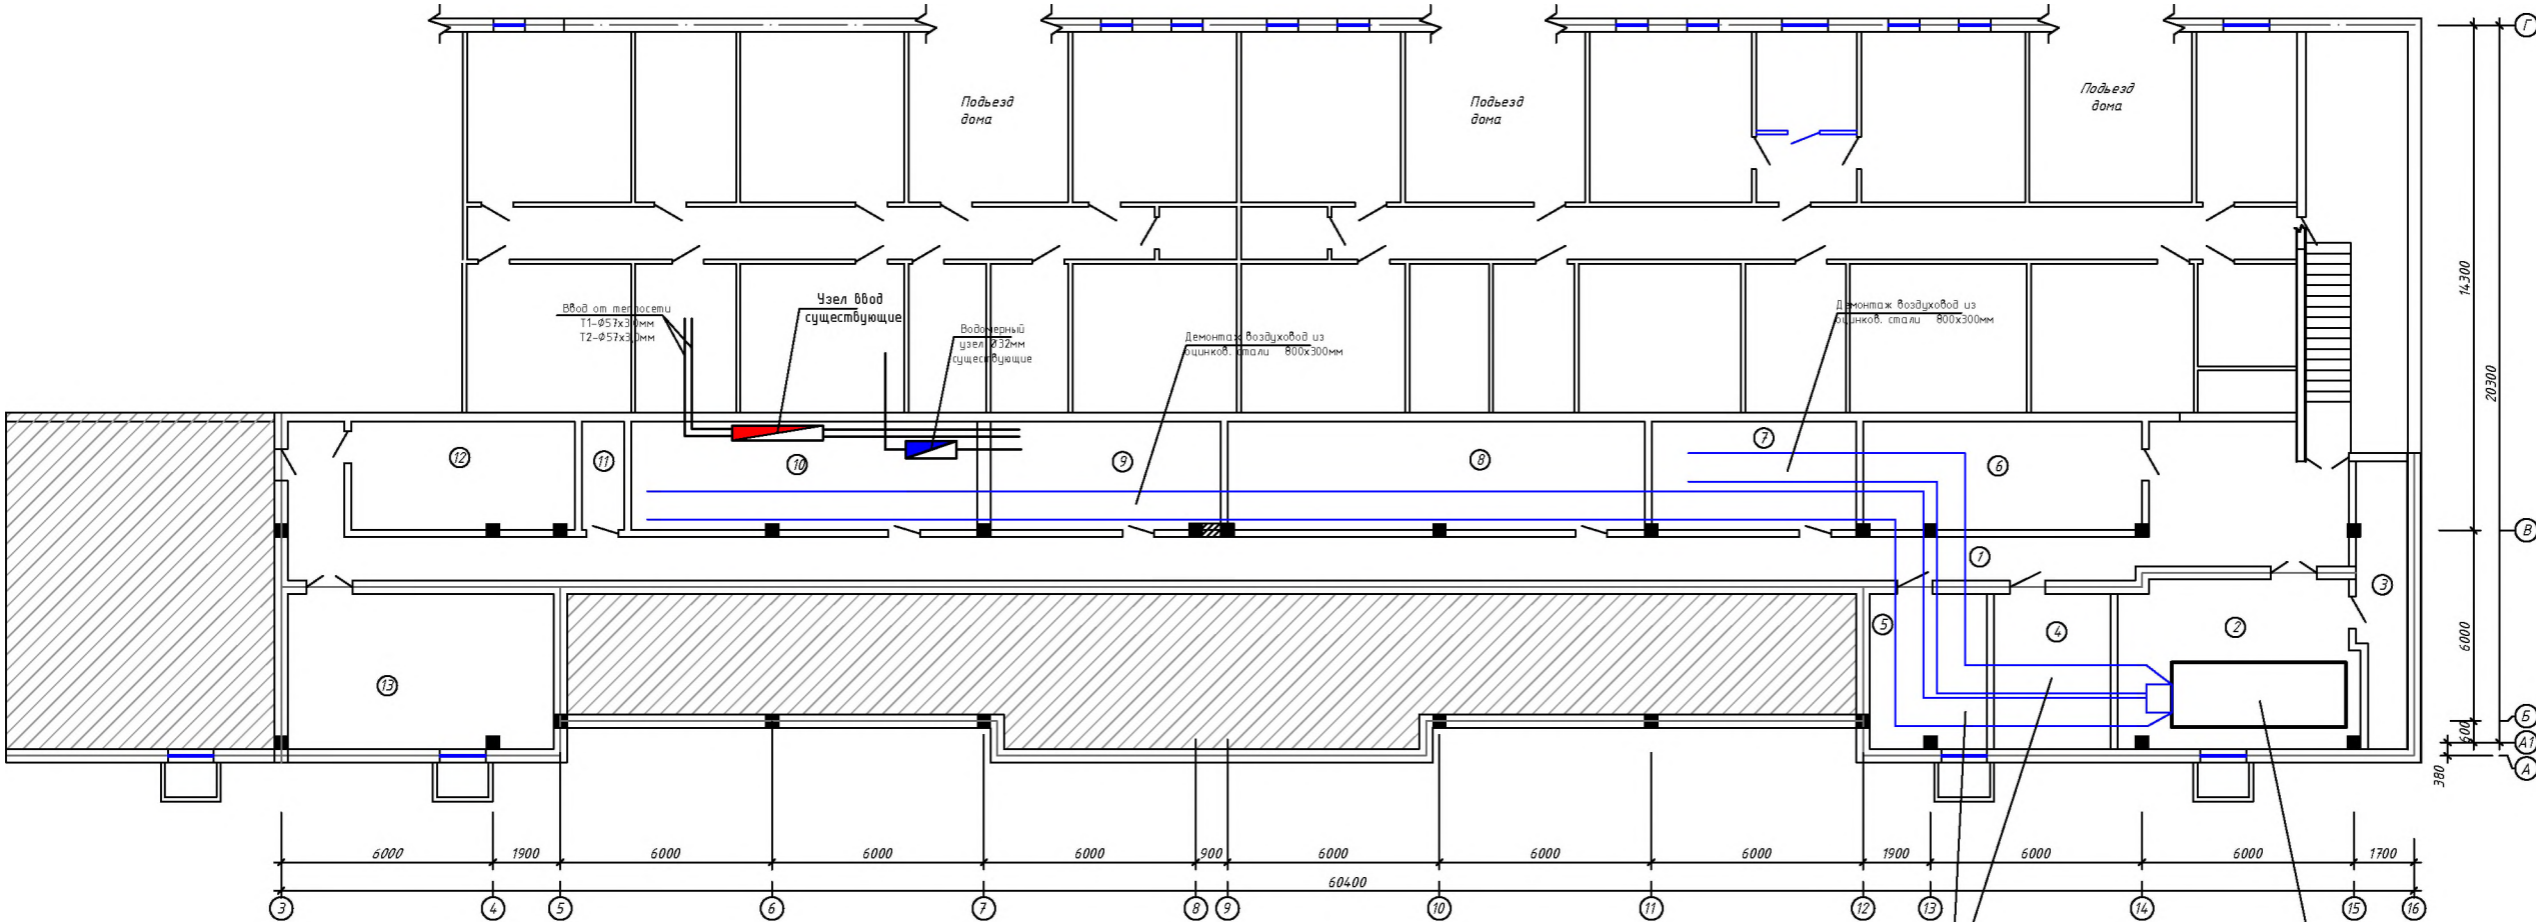 Г
Подьезд
дома
Подьезд
дома
Подьезд
дома
14300
20300
Ввод от теплосети
Т1-Ø57х3,0мм
Т2-Ø57х3,0мм
Узел ввод
существующие
Водомерный
узел Ø32мм
существующие
Демонтаж воздуховод из
оцинков. стали 800х300мм
Демонтаж воздуховод из
оцинков. стали 800х300мм
12
11
10
9
8
7
6
В
1
3
5
4
2
6000
13
Б
600
А1
А
380
6000
1900
6000
6000
6000
900
6000
6000
6000
1900
6000
6000
1700
60400
3
4
5
6
7
8
9
10
11
12
13
14
15
16